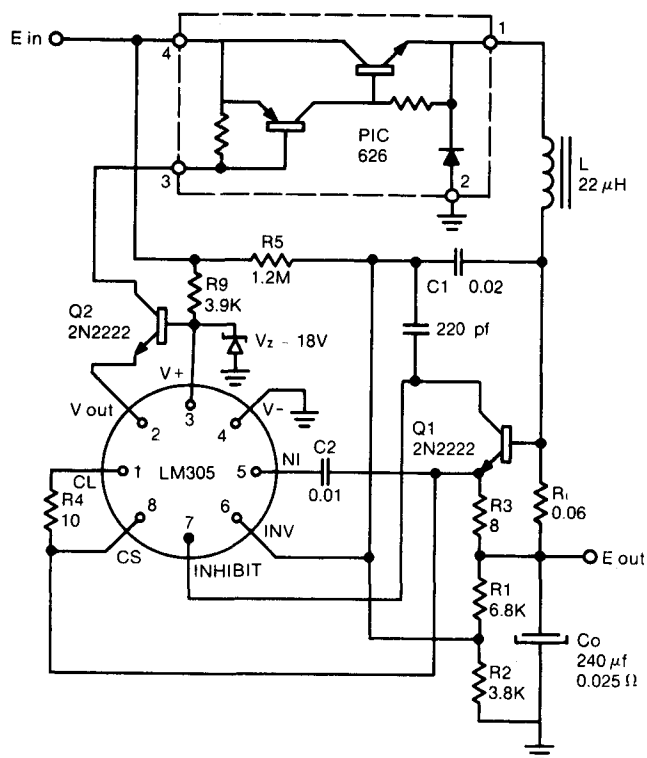 E in
4
1
PIC
626
3
2
L
22 μH
R5
1.2M
R9
3.9K
C1 0.02
Q2
2N2222
220 pf
Vz - 18V
V+
V-
V out
3
2
4
Q1
2N2222
C2
NI
CL
1
LM305
5
0.01
R4
10
8
6
R3
8
0.06
7
INV
CS
INHIBIT
E out
R1
6.8K
Co
240 μf
0.025 Ω
R2
3.8K